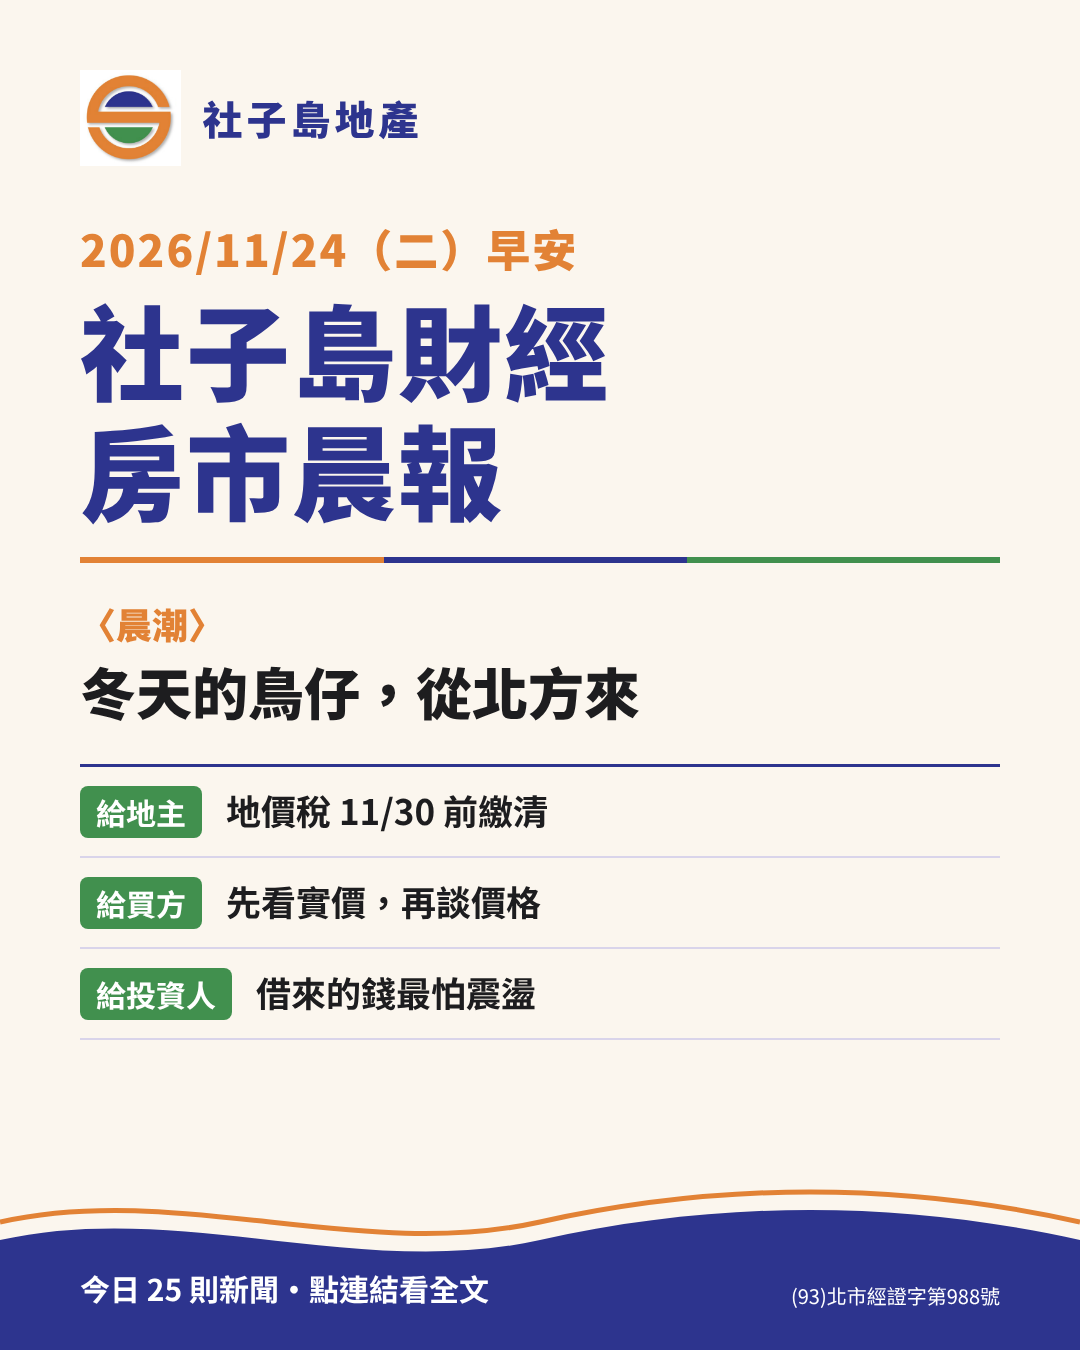 社子島地產
2026/11/24（二）早安
社子島財經
房市晨報
〈晨潮〉
冬天的鳥仔，從北方來
給地主 地價稅 11/30 前繳清
給買方 先看實價，再談價格
給投資人 借來的錢最怕震盪
今日 25 則新聞・點連結看全文
(93)北市經證字第988號